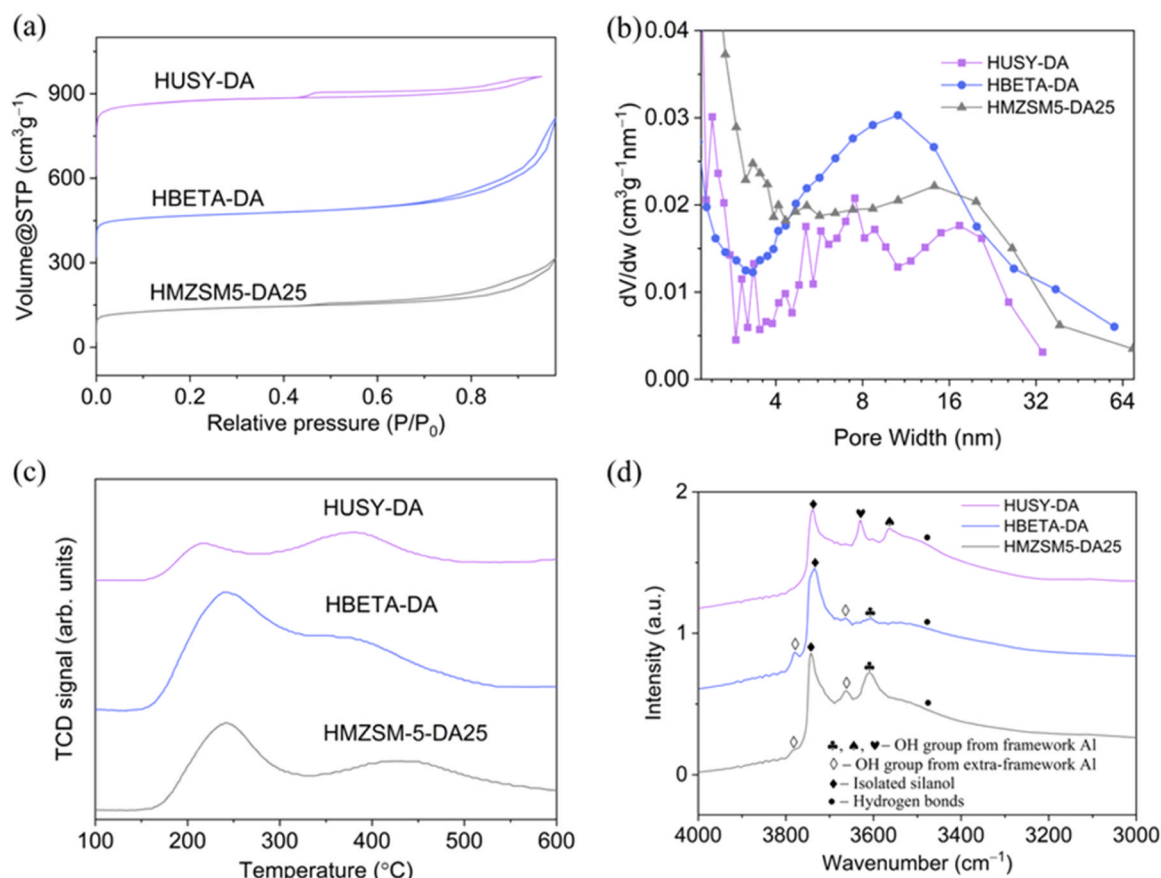 (a)
HUSY-DA
HBETA-DA
HMZSM5-DA25
900
600
300
0
0.0 0.2 0.4 0.6 0.8
Relative pressure (P/P₀)
Volume@STP (cm³g⁻¹)
(b)
HUSY-DA
HBETA-DA
HMZSM5-DA25
0.04
0.03
0.02
0.01
0.00
4 8 16 32 64
Pore Width (nm)
dV/dw (cm³g⁻¹nm⁻¹)
(c)
HUSY-DA
HBETA-DA
HMZSM-5-DA25
100 200 300 400 500 600
Temperature (°C)
TCD signal (arb. units)
(d)
HUSY-DA
HBETA-DA
HMZSM5-DA25
♣, ♠, ♥ – OH group from framework Al
◊ – OH group from extra-framework Al
♦ – Isolated silanol
● – Hydrogen bonds
2
1
0
4000 3800 3600 3400 3200 3000
Wavenumber (cm⁻¹)
Intensity (a.u.)